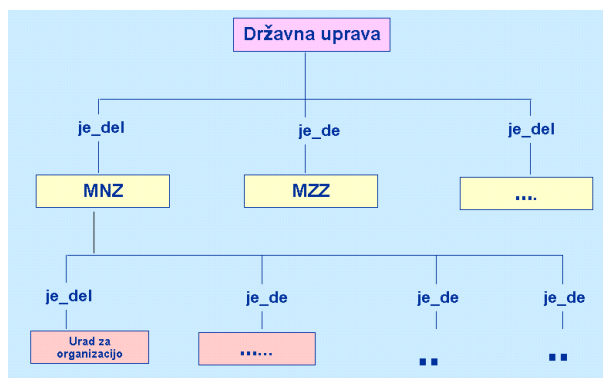 Državna uprava
je_del
je_de
je_del
MNZ
MZZ
....
je_del
je_de
je_de
je_de
Urad za
organizacijo
......
..
..